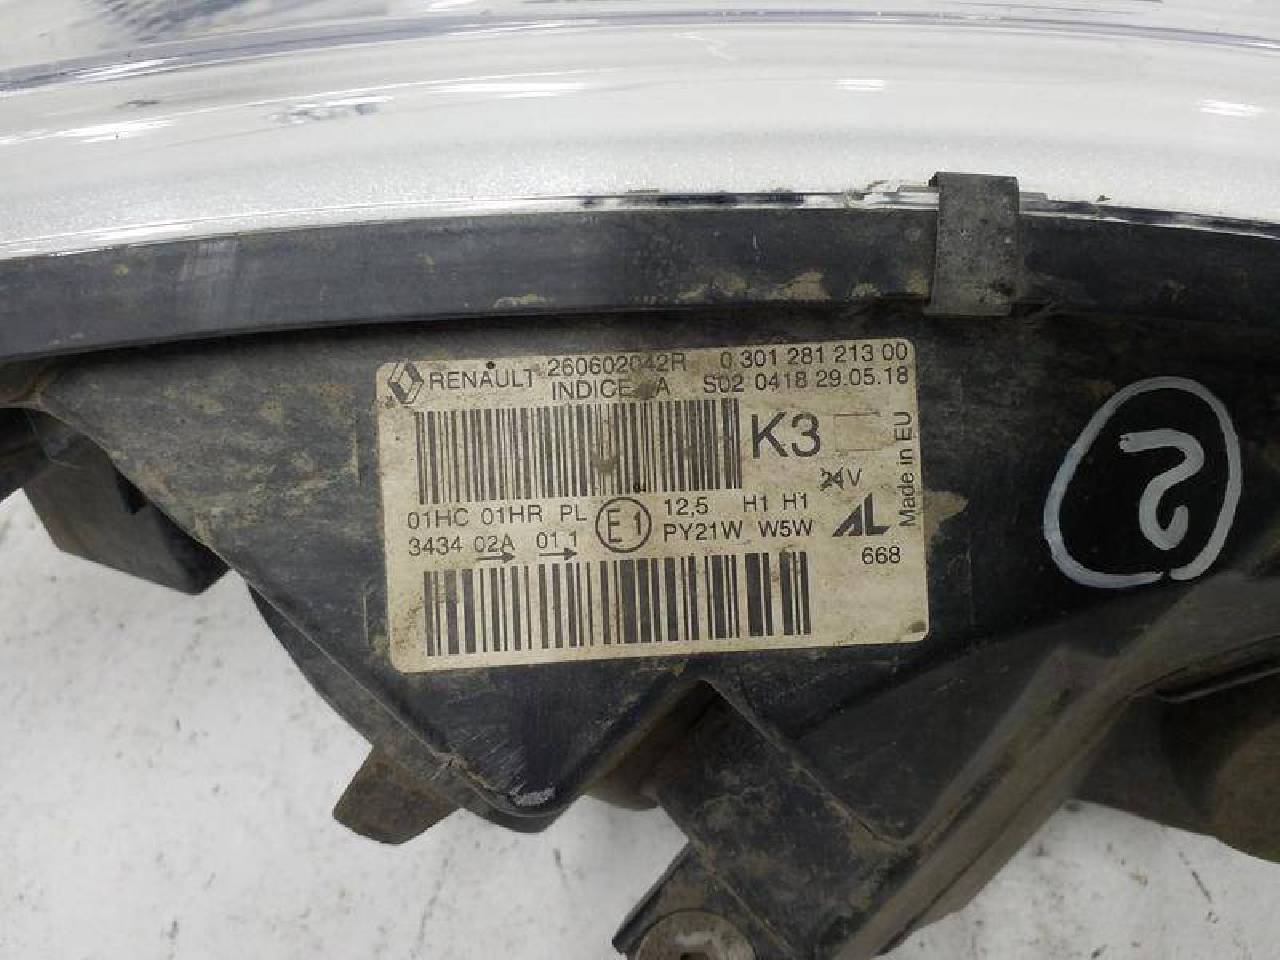 RENAULT 260602042R 0 301 281 213 00
INDICE A S02 0418 29.05.18
K3
24V
Made in EU
01HC 01HR PL E1 12,5 H1 H1
3434 02A 01 1 PY21W W5W AL
668
2